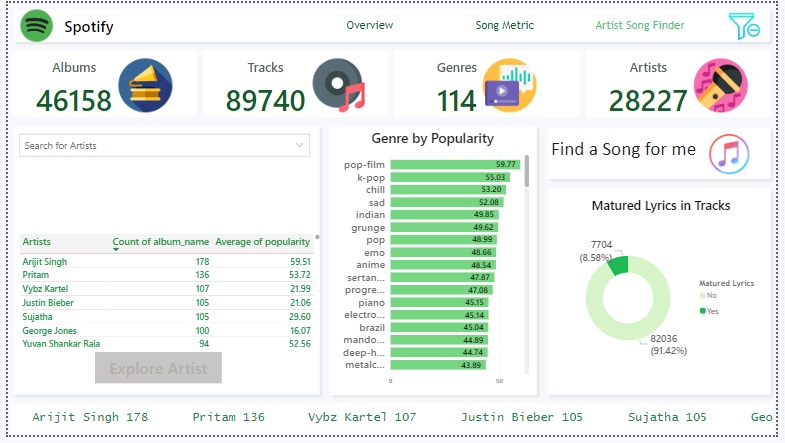 Spotify
Overview
Song Metric
Artist Song Finder
Albums
46158
Tracks
89740
Genres
114
Artists
28227
Search for Artists
Artists Count of album_name Average of popularity
Arijit Singh 178 59.51
Pritam 136 53.72
Vybz Kartel 107 21.99
Justin Bieber 105 21.06
Sujatha 105 29.60
George Jones 100 16.07
Yuvan Shankar Raja 94 52.56
Explore Artist
Genre by Popularity
pop-film 59.77
k-pop 55.03
chill 53.20
sad 52.08
indian 49.85
grunge 49.62
pop 48.99
emo 48.66
anime 48.54
sertan... 47.87
progre... 47.08
piano 45.15
electro... 45.14
brazil 45.04
mando... 44.89
deep-h... 44.74
metalc... 43.89
0 50
Find a Song for me
Matured Lyrics in Tracks
7704
(8.58%)
82036
(91.42%)
Matured Lyrics
No
Yes
Arijit Singh 178 Pritam 136 Vybz Kartel 107 Justin Bieber 105 Sujatha 105 Geo